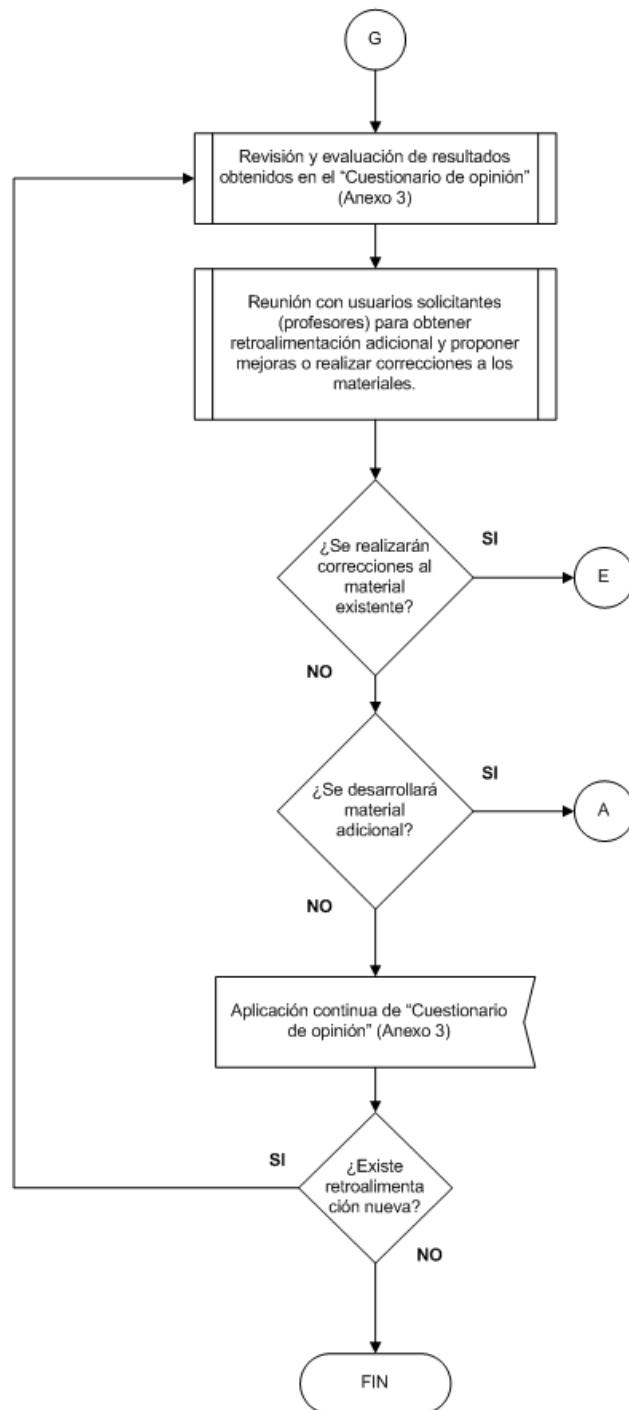 G
Revisión y evaluación de resultados
obtenidos en el “Cuestionario de opinión”
(Anexo 3)
Reunión con usuarios solicitantes
(profesores) para obtener
retroalimentación adicional y proponer
mejoras o realizar correcciones a los
materiales.
¿Se realizarán
correcciones al
material
existente?
SI
E
NO
¿Se desarrollará
material
adicional?
SI
A
NO
Aplicación continua de “Cuestionario
de opinión” (Anexo 3)
SI
¿Existe
retroalimenta
ción nueva?
NO
FIN